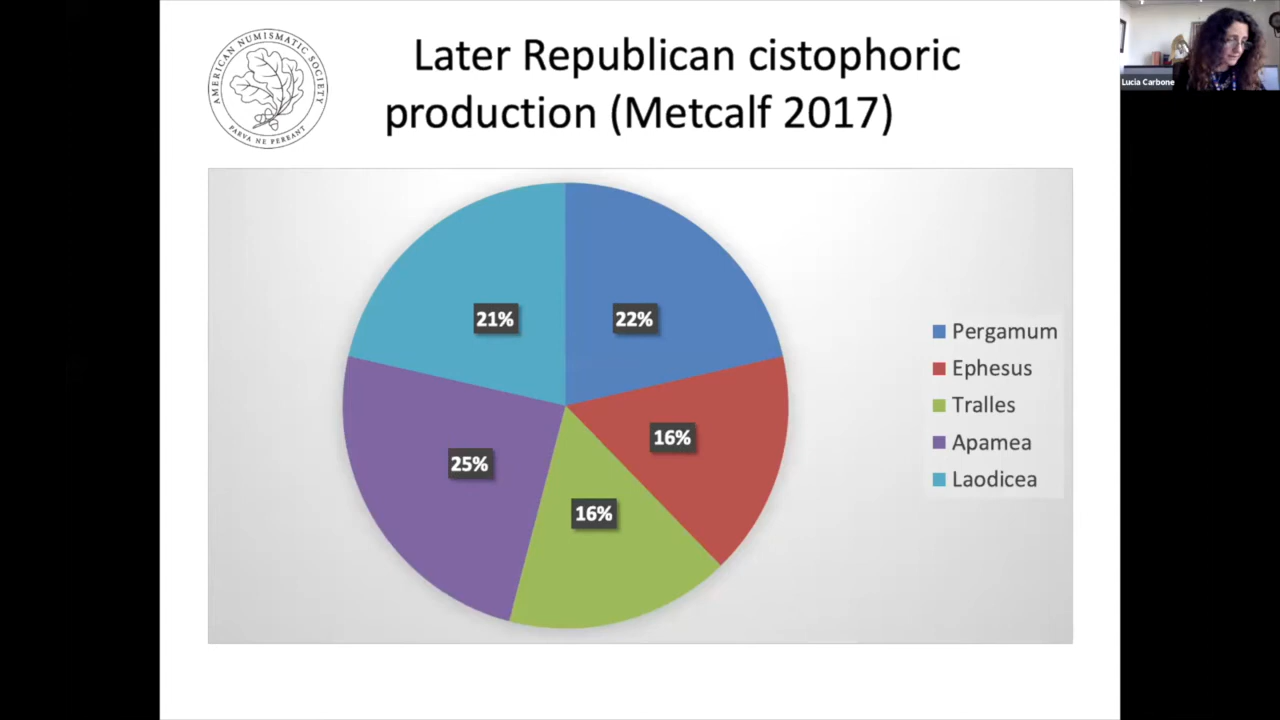 AMERICAN NUMISMATIC SOCIETY
PARVA NE PEREANT
Later Republican cistophoric
production (Metcalf 2017)
Lucia Carbone
21%
22%
16%
25%
16%
Pergamum
Ephesus
Tralles
Apamea
Laodicea